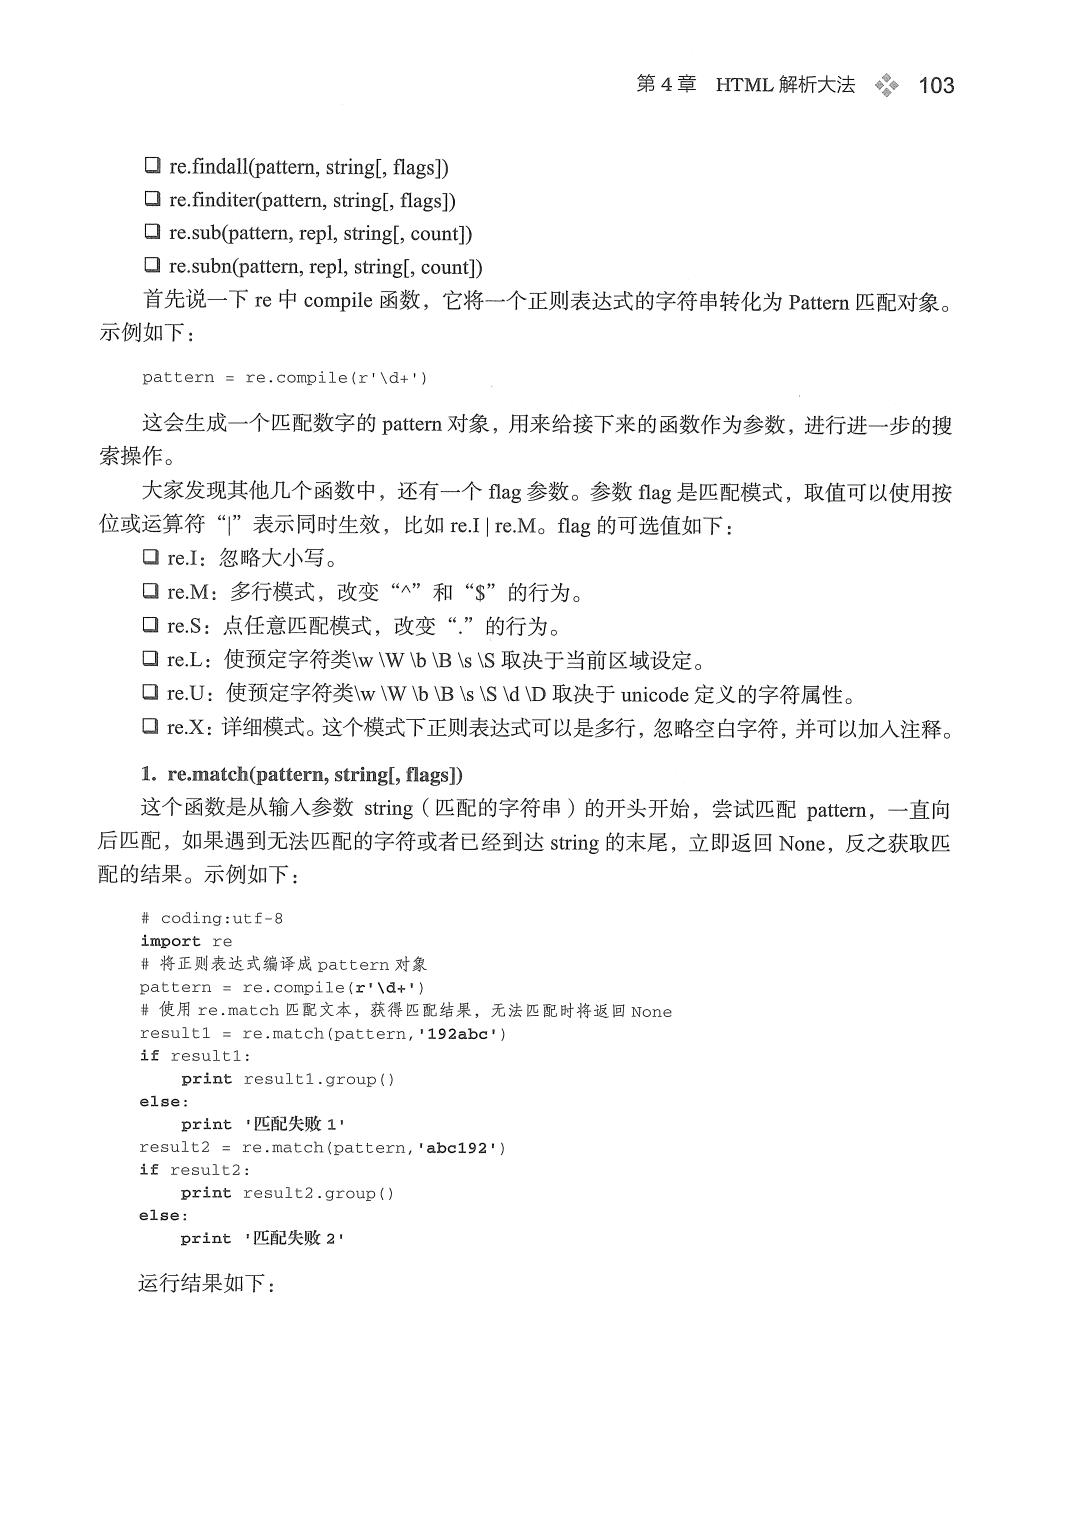 第 4 章 HTML 解析大法 103
❑ re.findall(pattern, string[, flags])
❑ re.finditer(pattern, string[, flags])
❑ re.sub(pattern, repl, string[, count])
❑ re.subn(pattern, repl, string[, count])
首先说一下 re 中 compile 函数，它将一个正则表达式的字符串转化为 Pattern 匹配对象。
示例如下：
pattern = re.compile(r'\d+')
这会生成一个匹配数字的 pattern 对象，用来给接下来的函数作为参数，进行进一步的搜
索操作。
大家发现其他几个函数中，还有一个 flag 参数。参数 flag 是匹配模式，取值可以使用按
位或运算符“|”表示同时生效，比如 re.I | re.M。flag 的可选值如下：
❑ re.I：忽略大小写。
❑ re.M：多行模式，改变“^”和“$”的行为。
❑ re.S：点任意匹配模式，改变“.”的行为。
❑ re.L：使预定字符类\w \W \b \B \s \S 取决于当前区域设定。
❑ re.U：使预定字符类\w \W \b \B \s \S \d \D 取决于 unicode 定义的字符属性。
❑ re.X：详细模式。这个模式下正则表达式可以是多行，忽略空白字符，并可以加入注释。
1. re.match(pattern, string[, flags])
这个函数是从输入参数 string（匹配的字符串）的开头开始，尝试匹配 pattern，一直向
后匹配，如果遇到无法匹配的字符或者已经到达 string 的末尾，立即返回 None，反之获取匹
配的结果。示例如下：
# coding:utf-8
import re
# 将正则表达式编译成 pattern 对象
pattern = re.compile(r'\d+')
# 使用 re.match 匹配文本，获得匹配结果，无法匹配时将返回 None
result1 = re.match(pattern,'192abc')
if result1:
    print result1.group()
else:
    print '匹配失败 1'
result2 = re.match(pattern,'abc192')
if result2:
    print result2.group()
else:
    print '匹配失败 2'
运行结果如下：